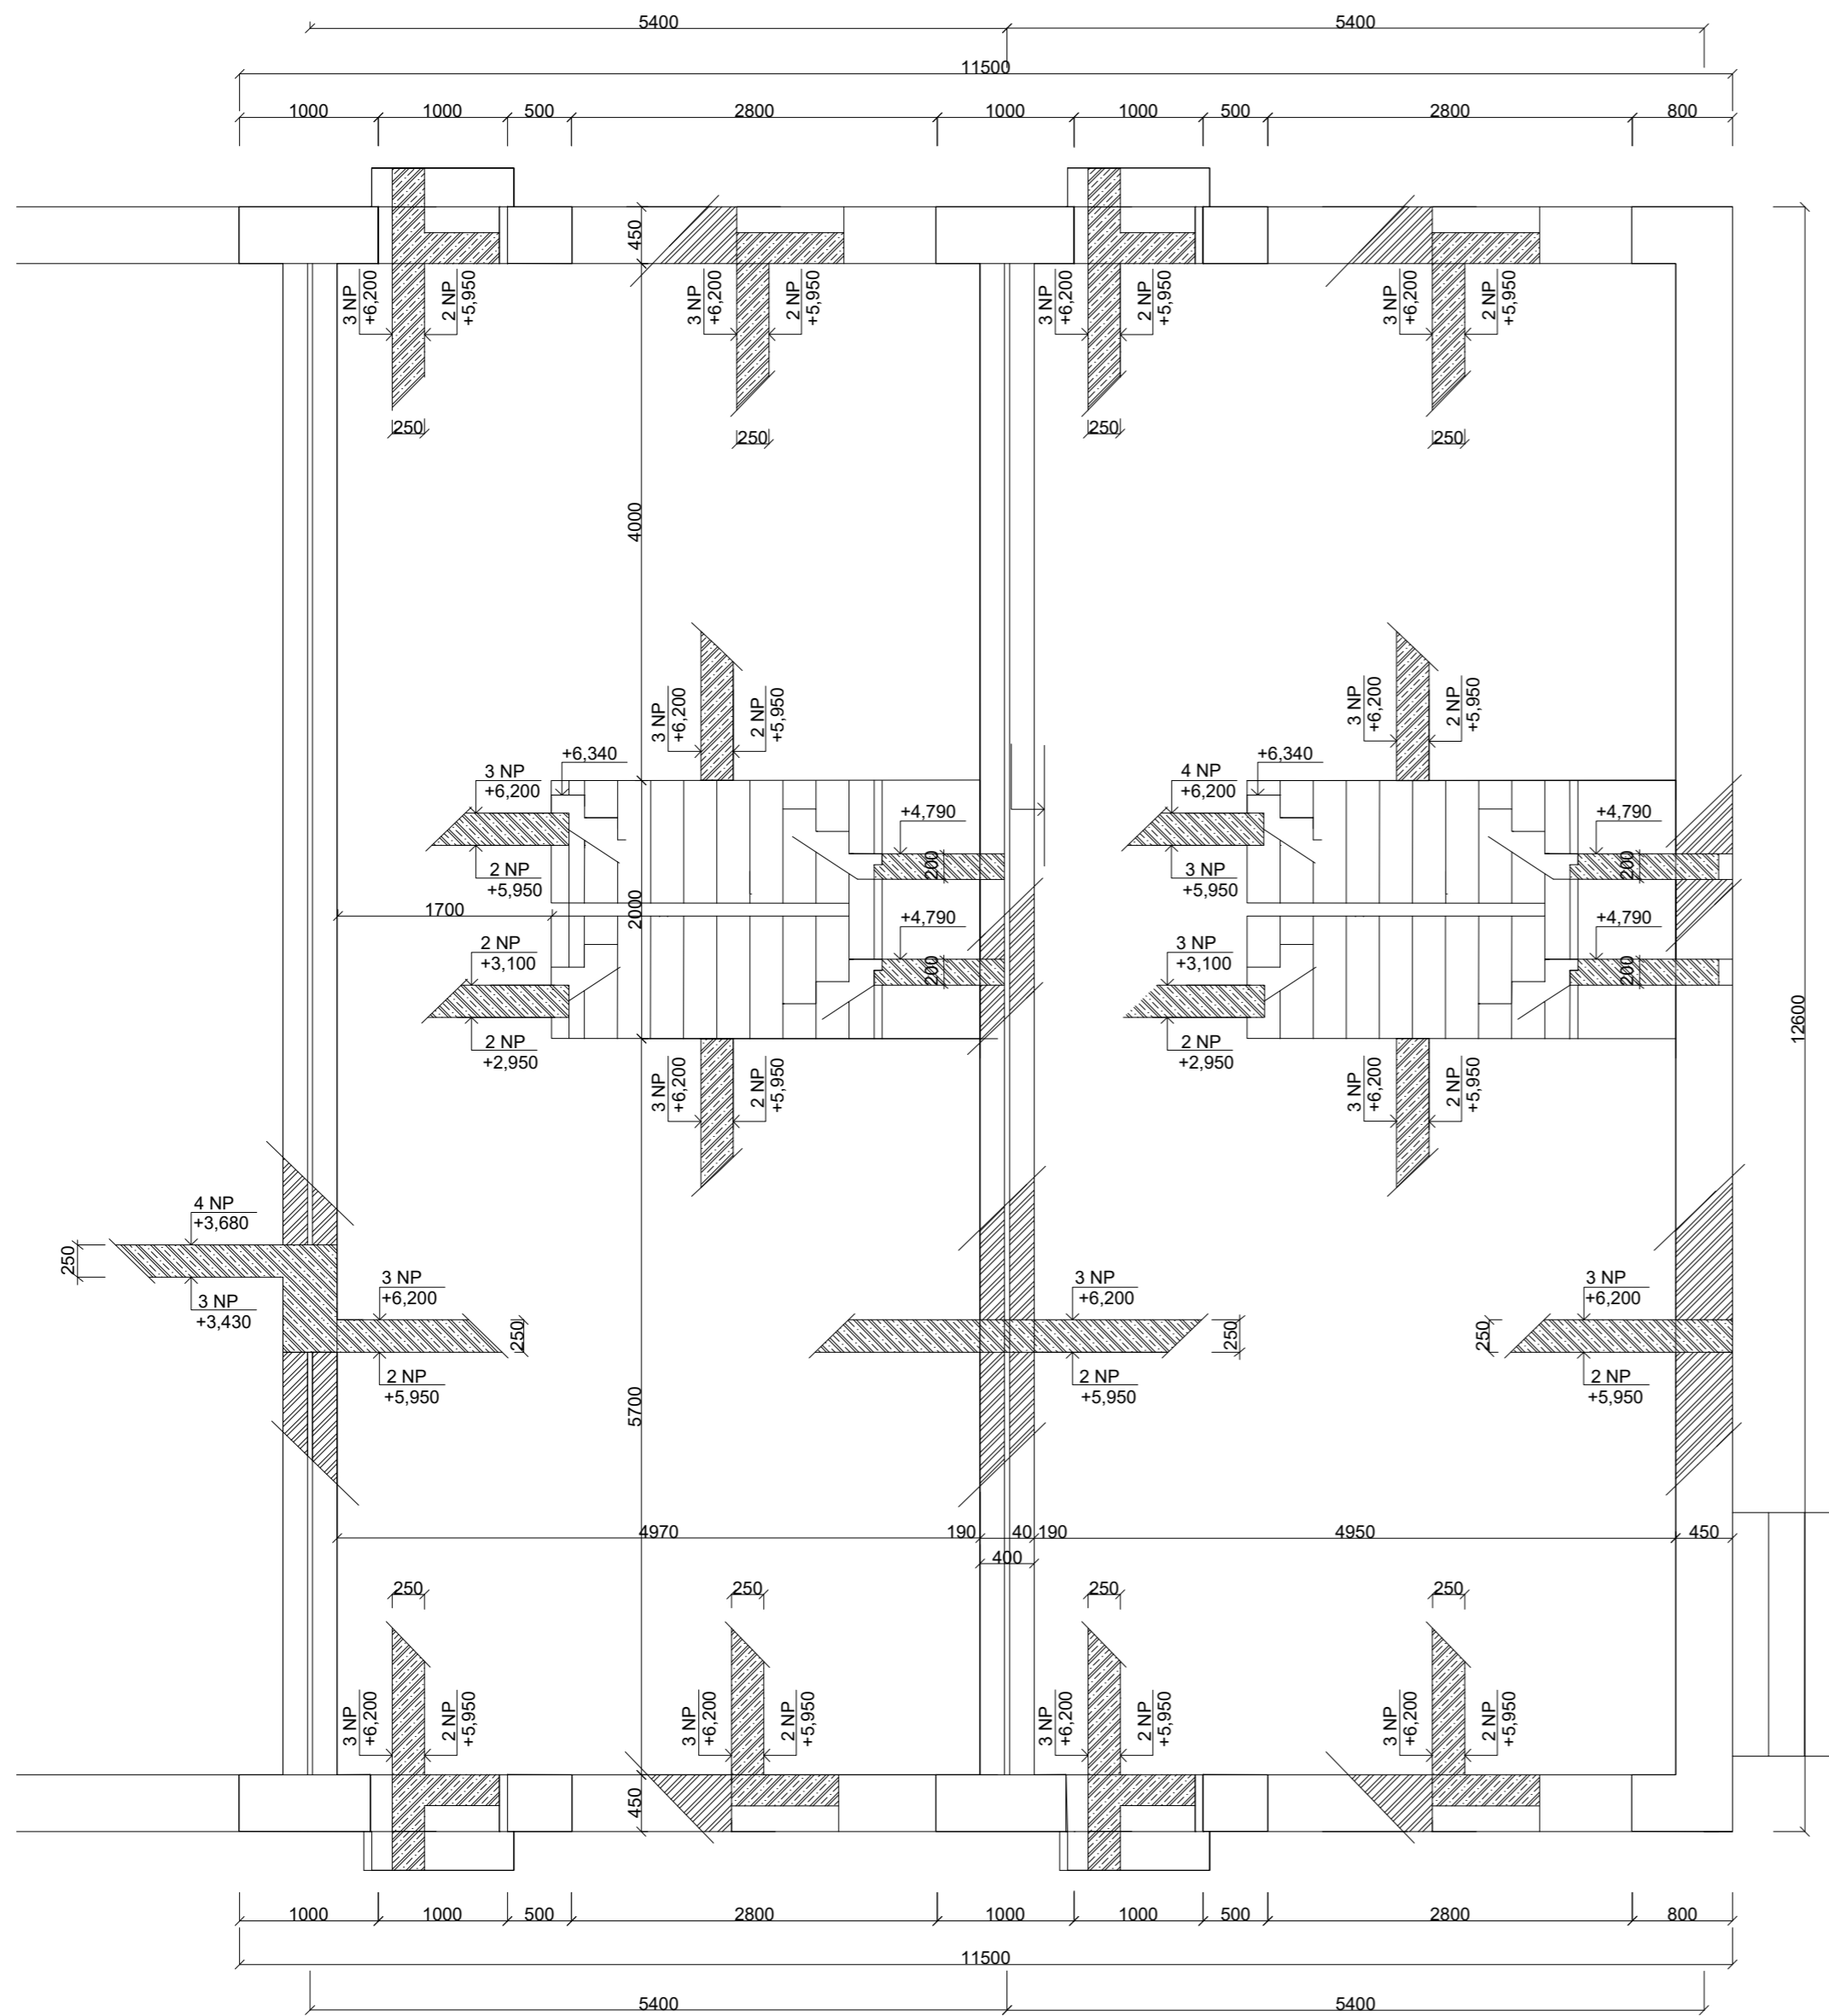 5400 5400
11500
1000 1000 500 2800 1000 1000 500 2800 800
450
3 NP
+6,200
2 NP
+5,950
3 NP
+6,200
2 NP
+5,950
3 NP
+6,200
2 NP
+5,950
3 NP
+6,200
2 NP
+5,950
250 250 250 250
4000
3 NP
+6,200
2 NP
+5,950
3 NP
+6,200
2 NP
+5,950
+6,340
+6,340
3 NP
+6,200
4 NP
+6,200
+4,790
+4,790
200
200
2 NP
+5,950
3 NP
+5,950
1700
2000
+4,790
+4,790
2 NP
+3,100
3 NP
+3,100
200
200
2 NP
+2,950
2 NP
+2,950
12600
3 NP
+6,200
2 NP
+5,950
3 NP
+6,200
2 NP
+5,950
4 NP
+3,680
250
3 NP
+3,430
3 NP
+6,200
250
2 NP
+5,950
3 NP
+6,200
250
2 NP
+5,950
3 NP
+6,200
250
2 NP
+5,950
5700
4970 190 40 190 4950 450
400
250 250 250 250
3 NP
+6,200
2 NP
+5,950
3 NP
+6,200
2 NP
+5,950
3 NP
+6,200
2 NP
+5,950
3 NP
+6,200
2 NP
+5,950
450
1000 1000 500 2800 1000 1000 500 2800 800
11500
5400 5400